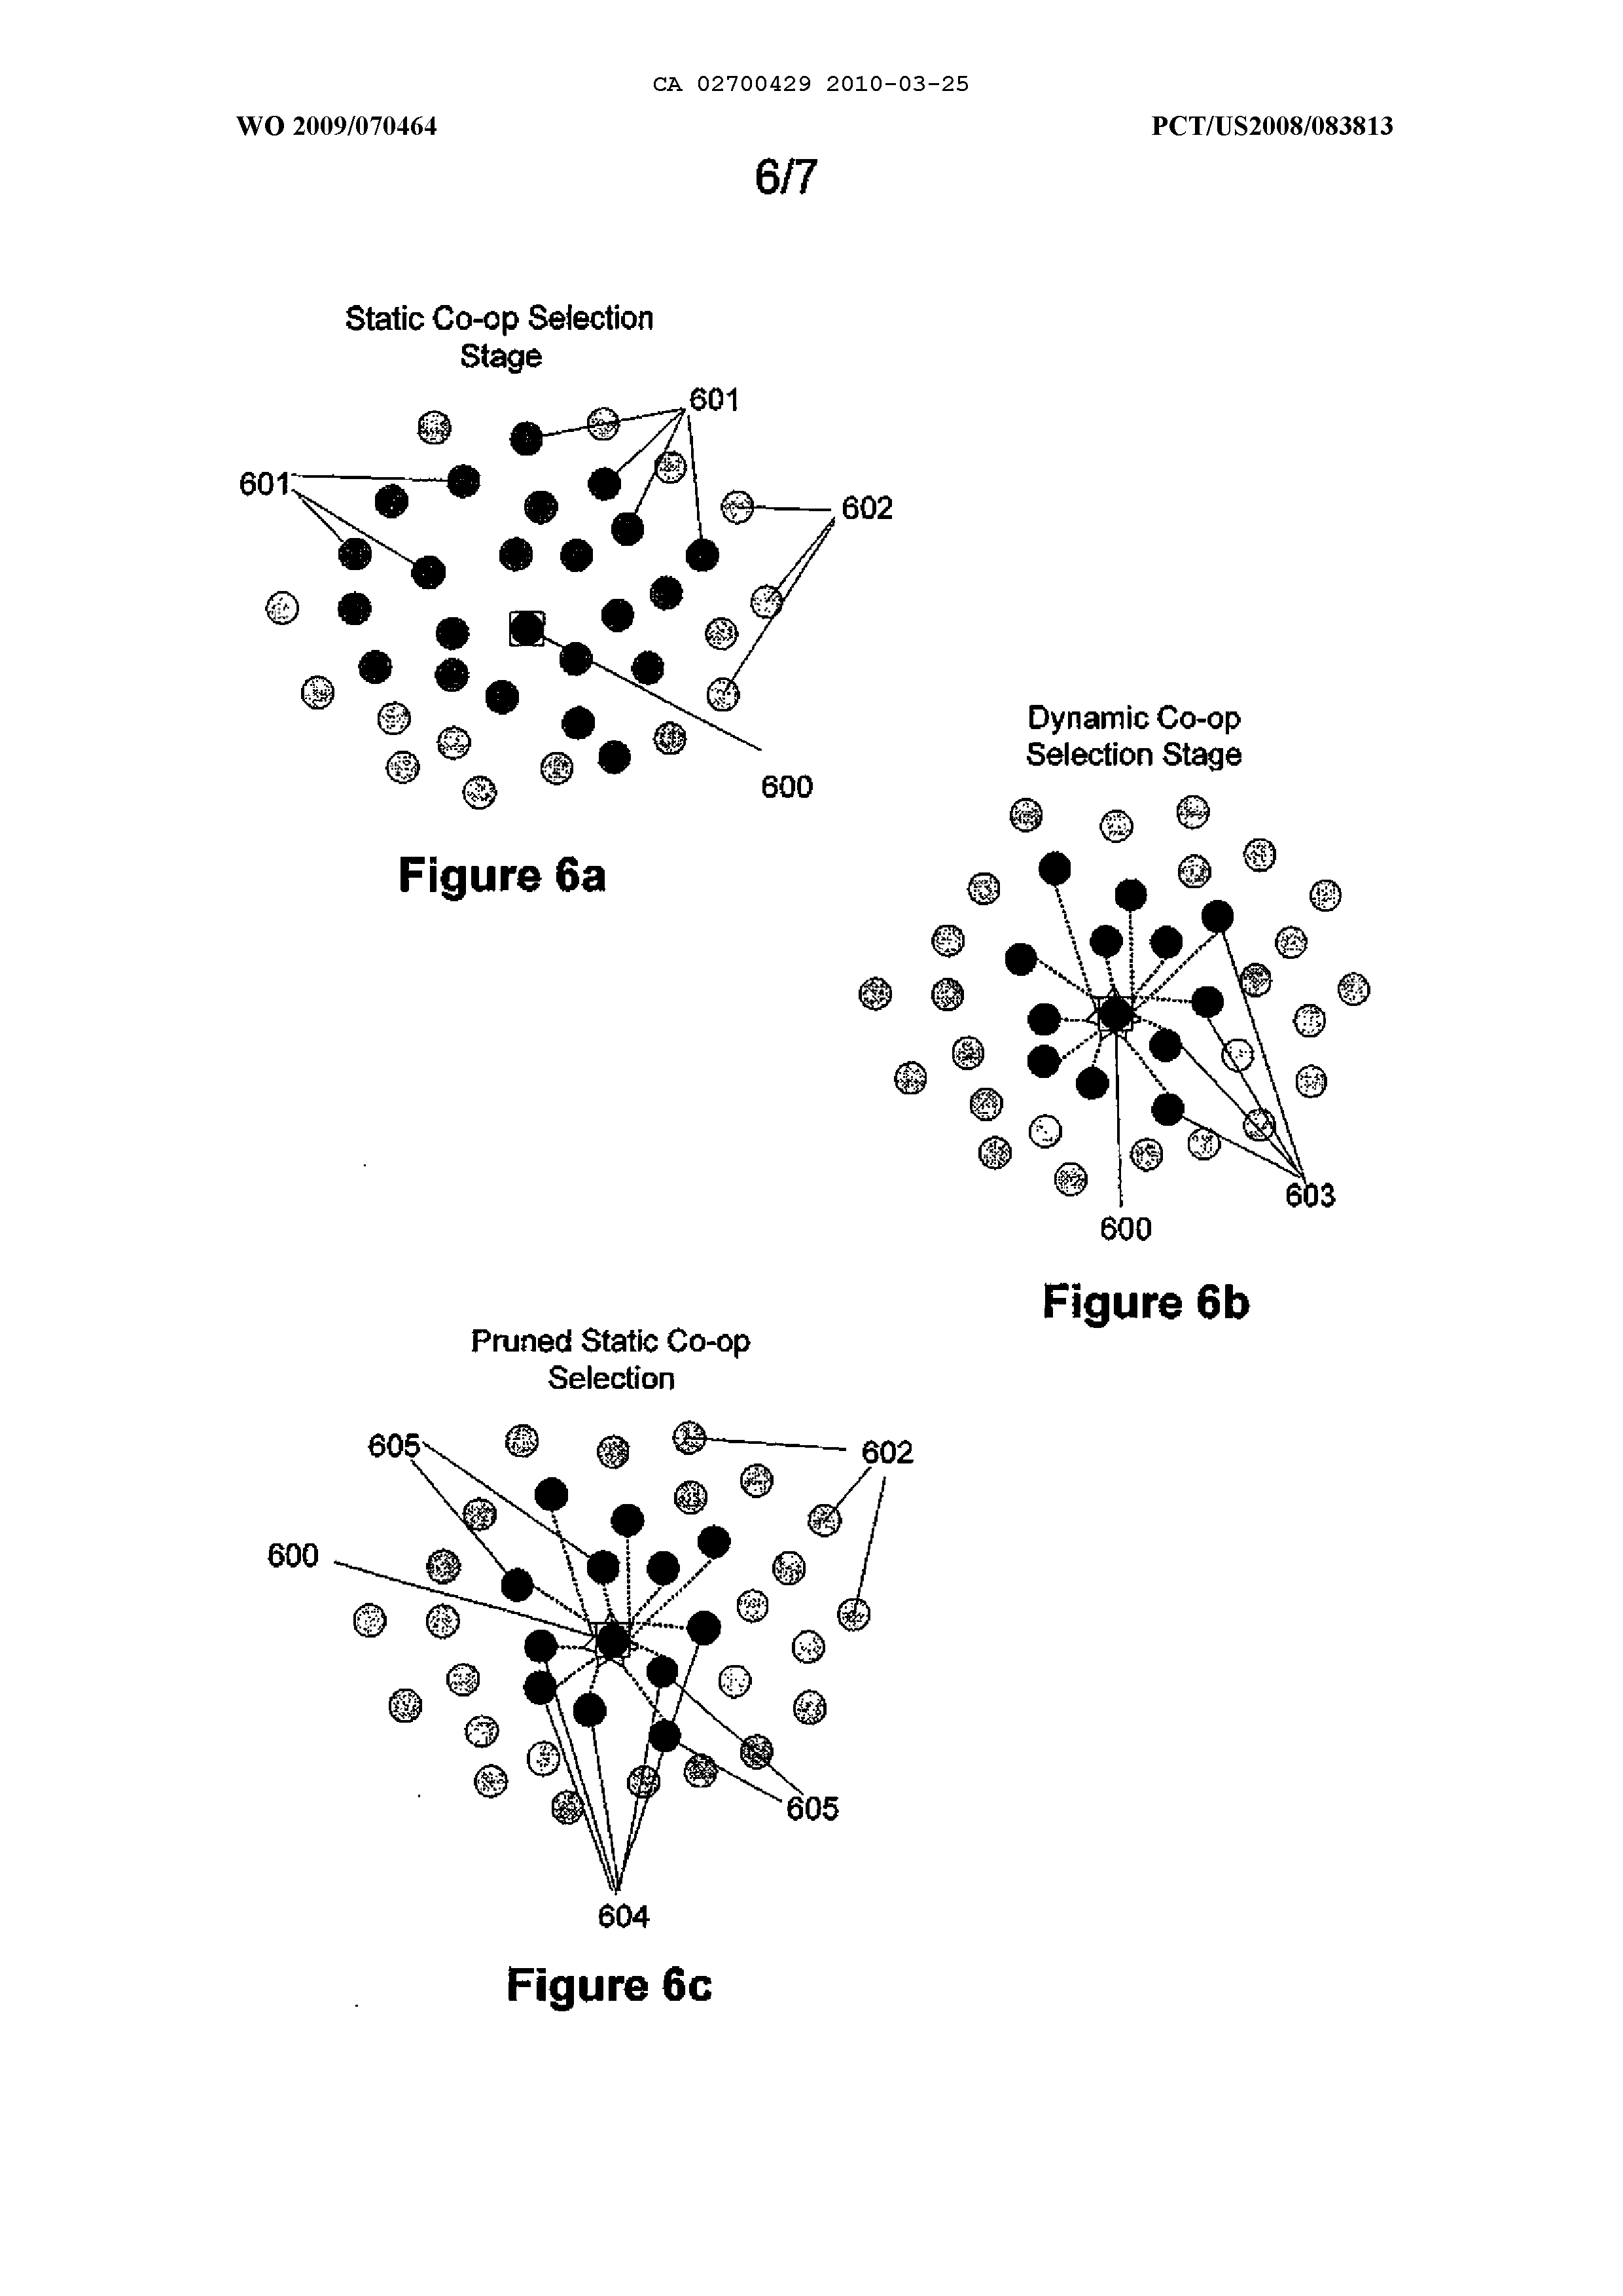 CA 02700429 2010-03-25
WO 2009/070464
PCT/US2008/083813
6/7
Static Co-op Selection
Stage
601
601
602
600
Figure 6a
Dynamic Co-op
Selection Stage
603
600
Figure 6b
Pruned Static Co-op
Selection
605
602
600
605
604
Figure 6c